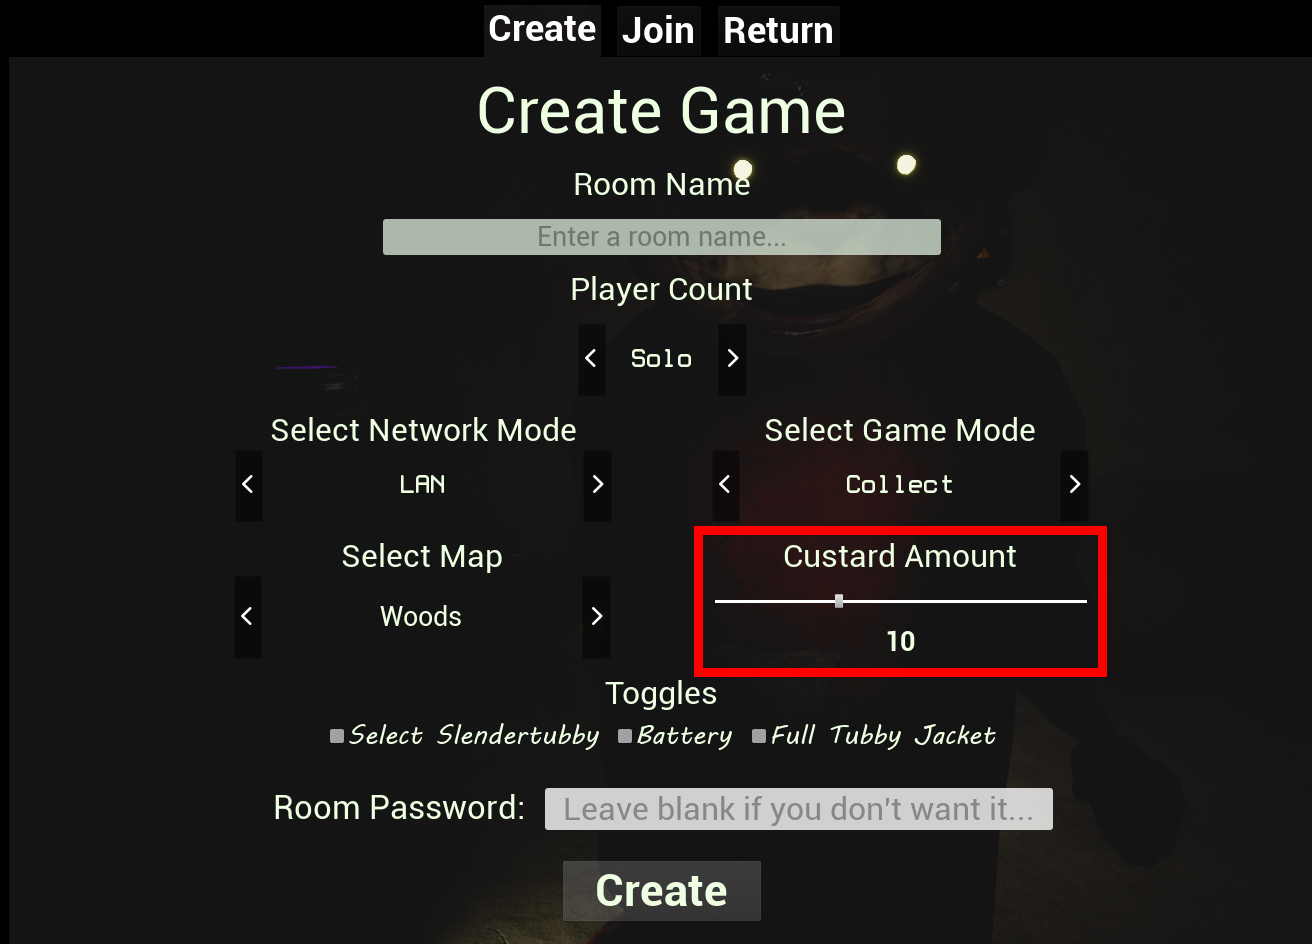 Create Join Return
Create Game
Room Name
Enter a room name...
Player Count
< Solo >
Select Network Mode
< LAN >
Select Game Mode
< Collect >
Select Map
< Woods >
Custard Amount
10
Toggles
Select Slendertubby Battery Full Tubby Jacket
Room Password: Leave blank if you don't want it...
Create